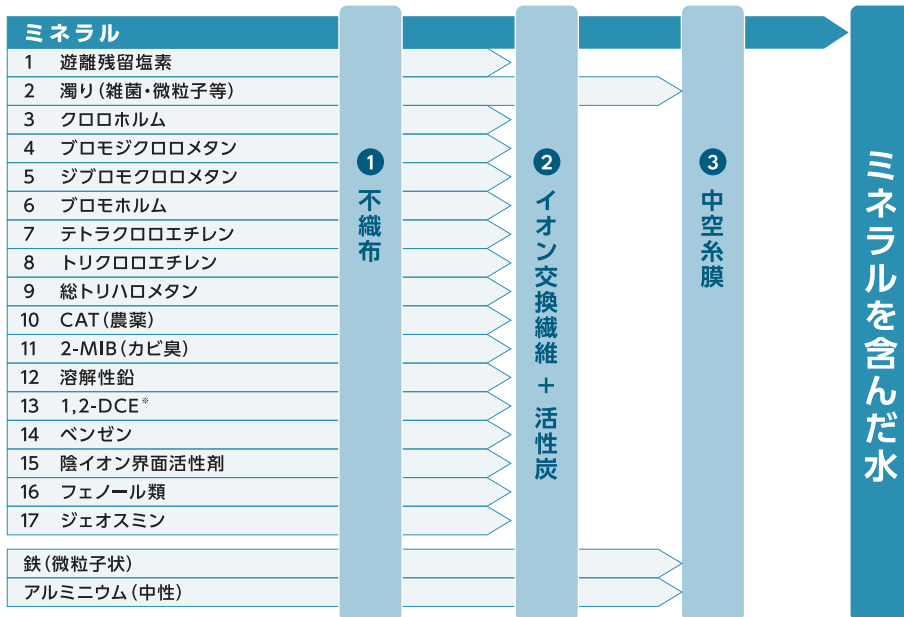 ミネラル
1 遊離残留塩素
2 濁り(雑菌・微粒子等)
3 クロロホルム
4 ブロモジクロロメタン
5 ジブロモクロロメタン
6 ブロモホルム
7 テトラクロロエチレン
8 トリクロロエチレン
9 総トリハロメタン
10 CAT(農薬)
11 2-MIB(カビ臭)
12 溶解性鉛
13 1,2-DCE※
14 ベンゼン
15 陰イオン界面活性剤
16 フェノール類
17 ジェオスミン
鉄(微粒子状)
アルミニウム(中性)
❶ 不織布
❷ イオン交換繊維 + 活性炭
❸ 中空糸膜
ミネラルを含んだ水